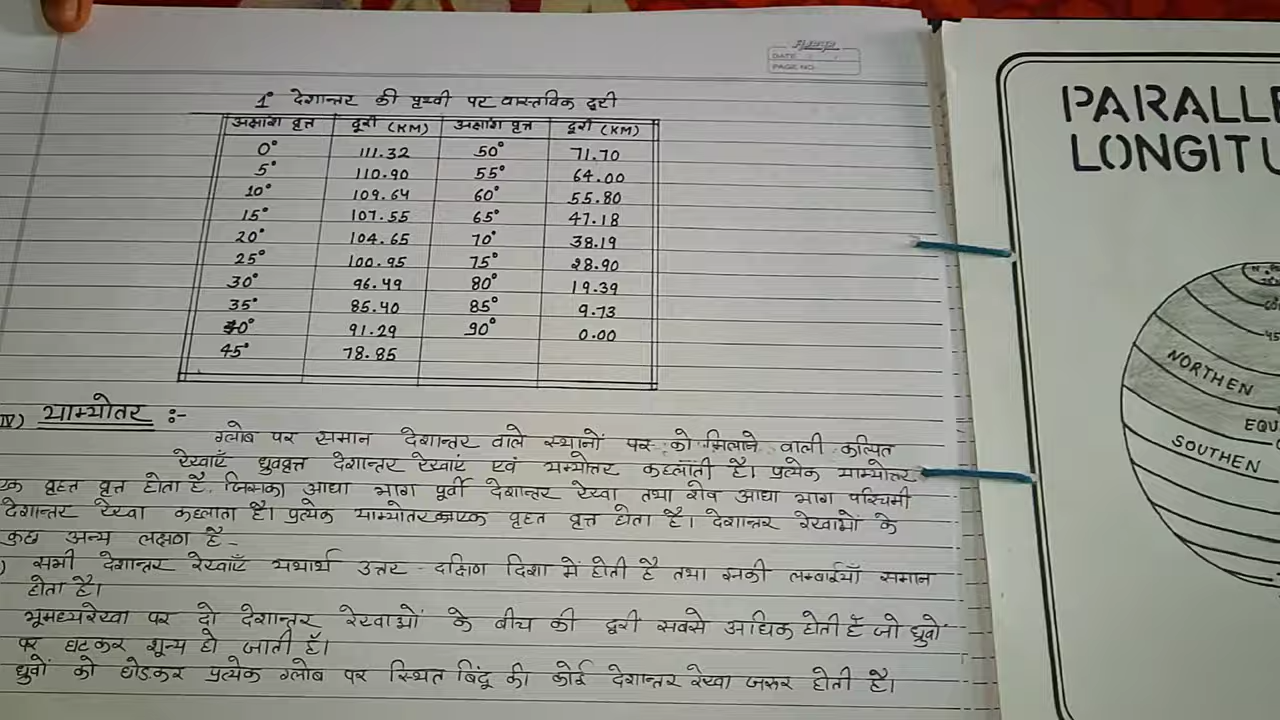 DATE
PAGE NO.
1° देशान्तर की पृथ्वी पर वास्तविक दूरी
अक्षांश वृत्त दूरी (KM) अक्षांश वृत्त दूरी (KM)
0° 111.32 50° 71.70
5° 110.90 55° 64.00
10° 109.64 60° 55.80
15° 107.55 65° 47.18
20° 104.65 70° 38.19
25° 100.95 75° 28.90
30° 96.49 80° 19.39
35° 85.40 85° 9.73
40° 91.29 90° 0.00
45° 78.85
IV) याम्योतर :-
ग्लोब पर समान देशान्तर वाले स्थानों पर को मिलाने वाली कल्पित
रेखाएँ ध्रुववृत्त देशान्तर रेखाएं एवं यम्योत्तर कहलाती है। प्रत्येक याम्योत्तर
एक वृहत वृत्त होता है. जिसका आधा भाग पूर्वी देशान्तर रेखा तथा शेष आधा भाग पश्चिमी
देशान्तर रेखा कहलाता है। प्रत्येक याम्योतर एक वृहत वृत्त होता है। देशान्तर रेखाओं के
कुछ अन्य लक्षण है-
) सभी देशान्तर रेखाएँ यथार्थ उत्तर - दक्षिण दिशा में होती है तथा इनकी लम्बाईयाँ समान
होता है।
भूमध्यरेखा पर दो देशान्तर रेखाओं के बीच की दूरी सबसे अधिक होती है जो ध्रुवों
पर घटकर शून्य हो जाती है।
ध्रुवों को छोडकर प्रत्येक ग्लोब पर स्थित बिंदू की कोई देशान्तर रेखा जरुर होती है।
PARALLE
LONGITU
45
NORTHEN
EQU
SOUTHEN